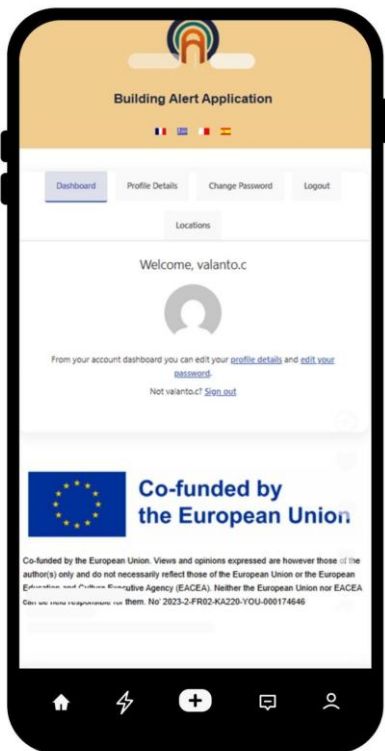 Building Alert Application
Dashboard
Profile Details
Change Password
Logout
Locations
Welcome, valanto.c
From your account dashboard you can edit your profile details and edit your
password.
Not valanto.c? Sign out
Co-funded by
the European Union
Co-funded by the European Union. Views and opinions expressed are however those of the
author(s) only and do not necessarily reflect those of the European Union or the European
Education and Culture Executive Agency (EACEA). Neither the European Union nor EACEA
can be held responsible for them. No' 2023-2-FR02-KA220-YOU-000174646